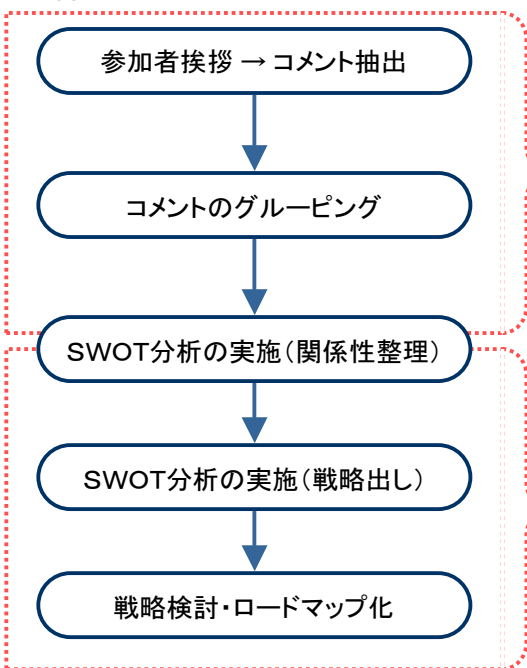 参加者挨拶 → コメント抽出
コメントのグルーピング
SWOT分析の実施（関係性整理）
SWOT分析の実施（戦略出し）
戦略検討・ロードマップ化